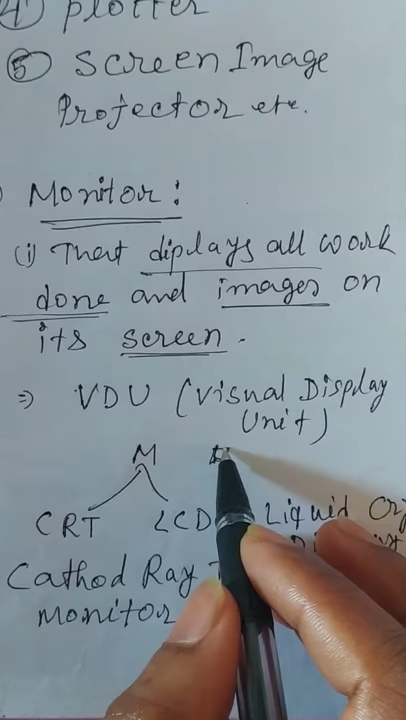 4 plotter
5 Screen Image
Projector etc.
Monitor:
(i) That diplays all work
done and images on
its screen.
⇒ VDU (Visual Display
Unit)
M
CRT LCD Liquid
Cathod Ray
monitor